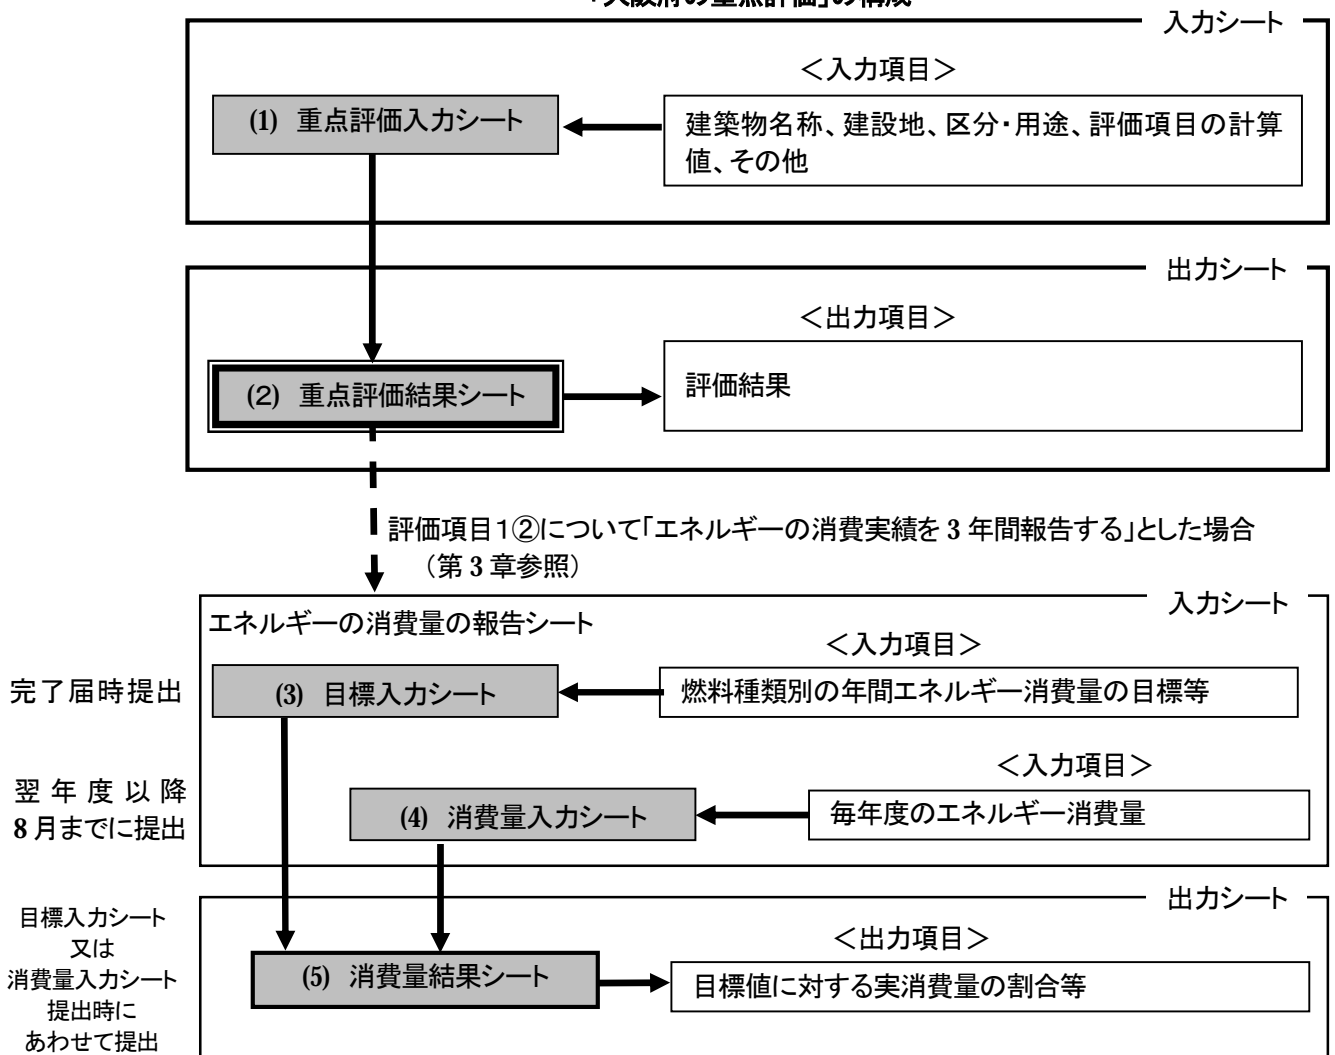 「大阪府の重点評価」の構成
入力シート
＜入力項目＞
(1) 重点評価入力シート
建築物名称、建設地、区分・用途、評価項目の計算
値、その他
出力シート
＜出力項目＞
(2) 重点評価結果シート
評価結果
評価項目１②について「エネルギーの消費実績を 3 年間報告する」とした場合
（第 3 章参照）
入力シート
エネルギーの消費量の報告シート
＜入力項目＞
完了届時提出
(3) 目標入力シート
燃料種類別の年間エネルギー消費量の目標等
＜入力項目＞
翌年度以降
8 月までに提出
(4) 消費量入力シート
毎年度のエネルギー消費量
出力シート
目標入力シート
又は
消費量入力シート
提出時に
あわせて提出
＜出力項目＞
(5) 消費量結果シート
目標値に対する実消費量の割合等